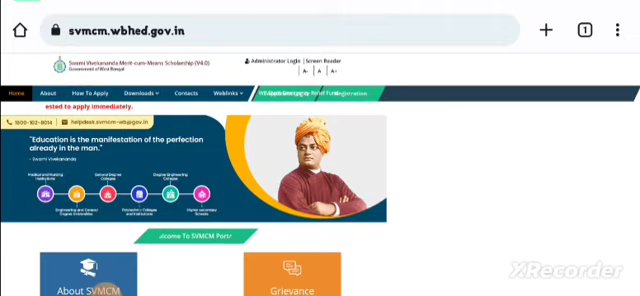 svmcm.wbhed.gov.in
1
Swami Vivekananda Merit-cum-Means Scholarship (V4.0)
Government of West Bengal
Administrator Login | Screen Reader
A- | A | A+
Home About How To Apply Downloads Contacts Weblinks Registration
ested to apply immediately.
1800-102-8014 helpdesk.svmcm-wb@gov.in
"Education is the manifestation of the perfection
already in the man."
- Swami Vivekananda
Medical and Nursing
Institutions
General Degree
Colleges
Degree Engineering
Colleges
Engineering and General
Degree Universities
Polytechnic Colleges
and Institutions
Higher secondary
Schools
elcome To SVMCM Port
About SVMCM
Grievance
XRecorder